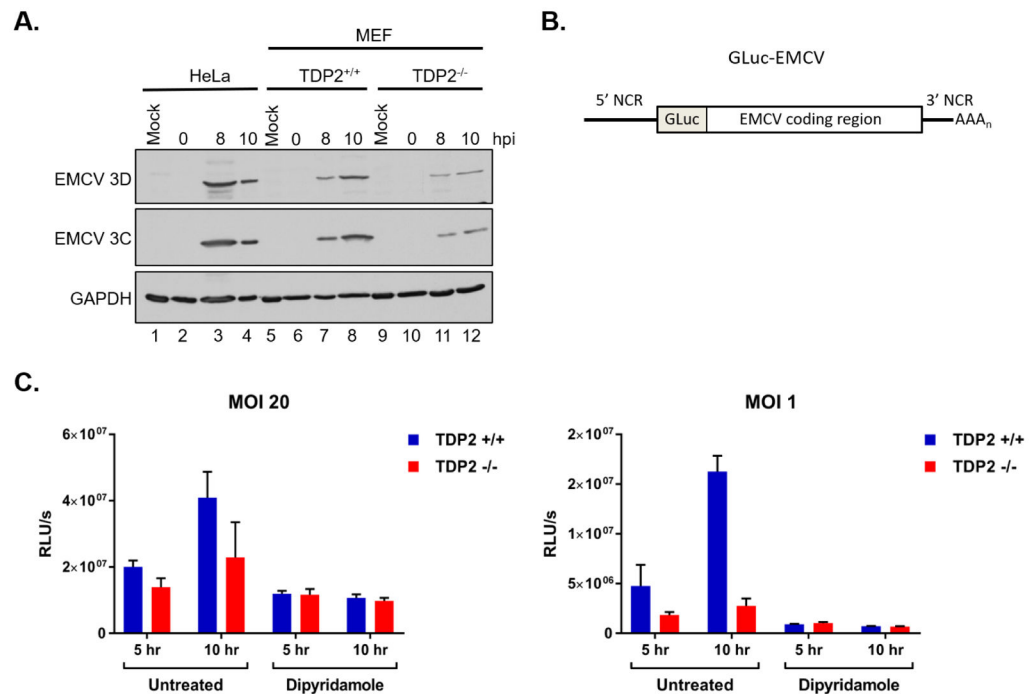 A.
MEF
HeLa TDP2+/+ TDP2-/-
Mock 0 8 10 Mock 0 8 10 Mock 0 8 10 hpi
EMCV 3D
EMCV 3C
GAPDH
1 2 3 4 5 6 7 8 9 10 11 12
B.
GLuc-EMCV
5' NCR 3' NCR
GLuc EMCV coding region AAAn
C.
MOI 20
6×10^07
4×10^07
2×10^07
0
RLU/s
TDP2 +/+
TDP2 -/-
5 hr 10 hr 5 hr 10 hr
Untreated Dipyridamole
MOI 1
2×10^07
2×10^07
1×10^07
5×10^06
0
RLU/s
TDP2 +/+
TDP2 -/-
5 hr 10 hr 5 hr 10 hr
Untreated Dipyridamole